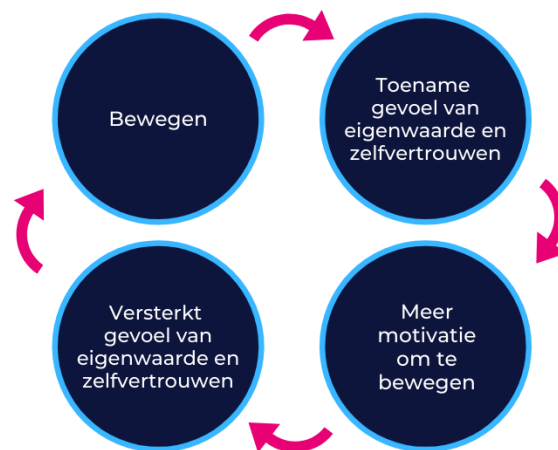 Bewegen
Toename
gevoel van
eigenwaarde en
zelfvertrouwen
Meer
motivatie
om te
bewegen
Versterkt
gevoel van
eigenwaarde en
zelfvertrouwen